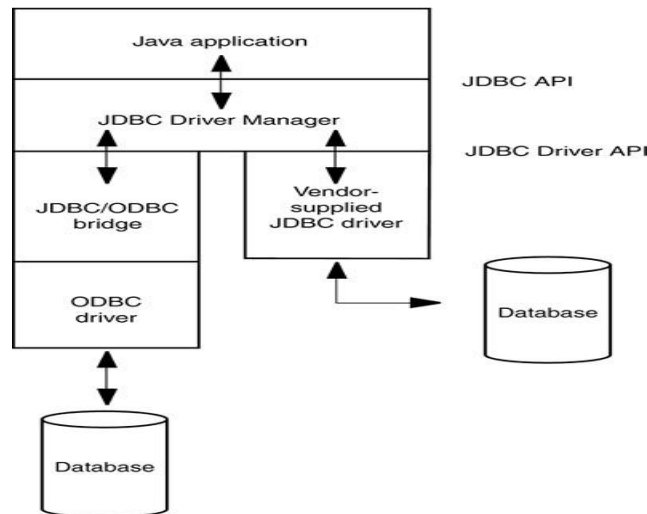 Java application
JDBC API
JDBC Driver Manager
JDBC Driver API
JDBC/ODBC
bridge
Vendor-
supplied
JDBC driver
ODBC
driver
Database
Database